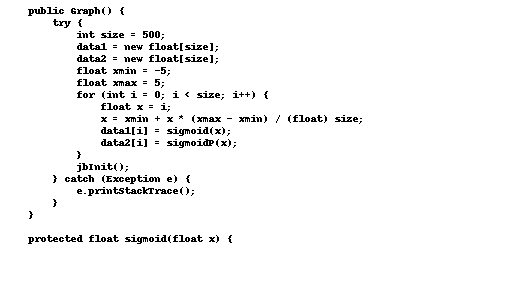 public Graph() {
try {
int size = 500;
data1 = new float[size];
data2 = new float[size];
float xmin = -5;
float xmax = 5;
for (int i = 0; i < size; i++) {
float x = i;
x = xmin + x * (xmax - xmin) / (float) size;
data1[i] = sigmoid(x);
data2[i] = sigmoidP(x);
}
jbInit();
} catch (Exception e) {
e.printStackTrace();
}
}
protected float sigmoid(float x) {